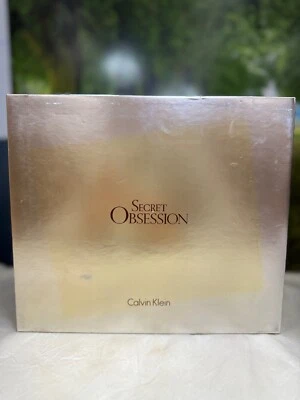 SECRET
OBSESSION
Calvin Klein